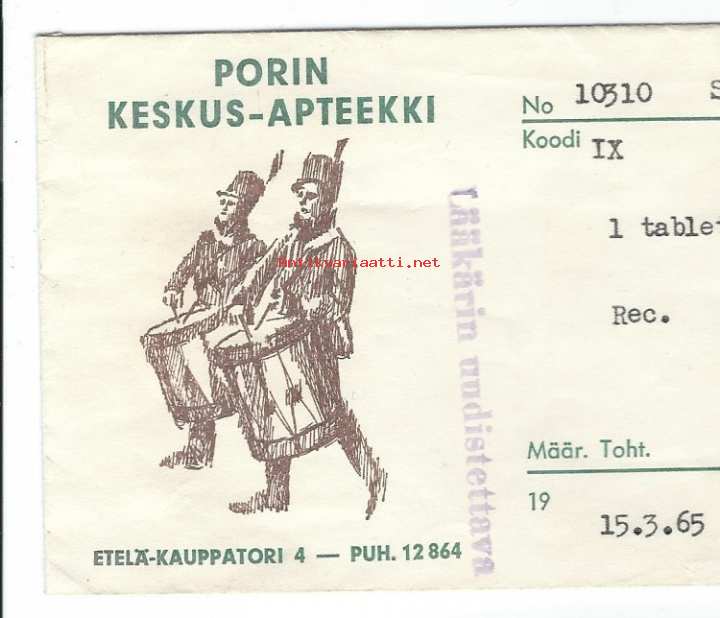 PORIN
KESKUS-APTEEKKI
No 10310 S
Koodi IX
1 tablet
Rec.
Määr. Toht.
19 15.3.65
Lääkärin uudistettava
Antikvariaatti.net
ETELÄ-KAUPPATORI 4 — PUH. 12 864